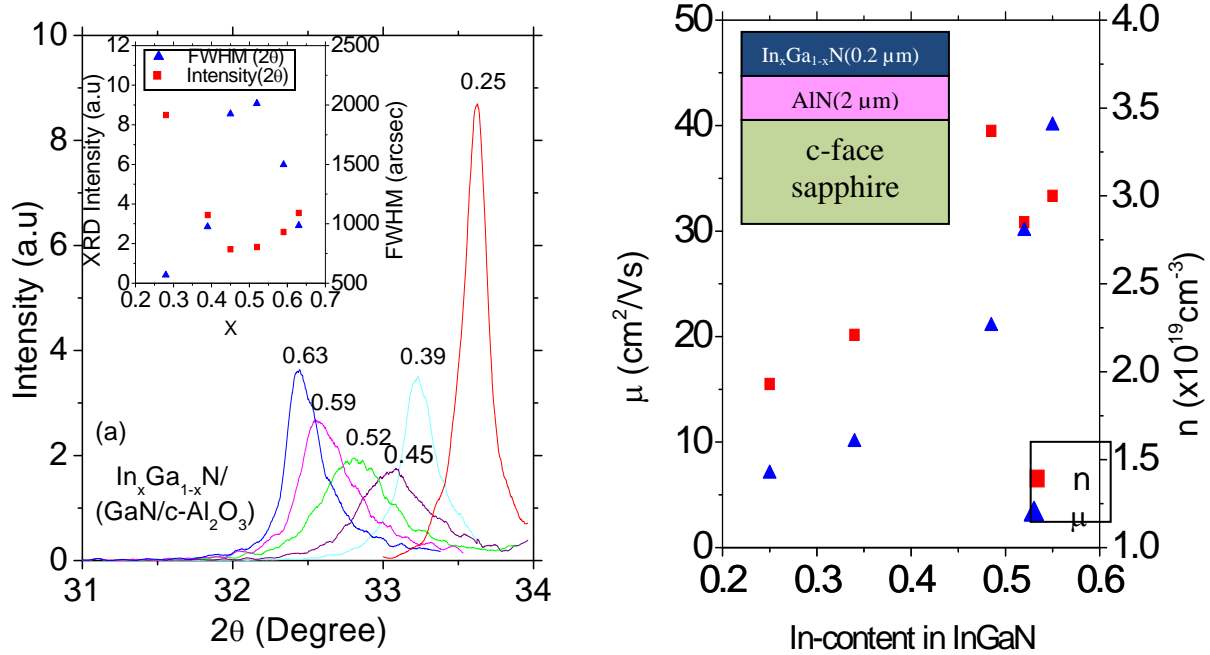 10
8
6
4
2
0
Intensity (a.u)
31
32
33
34
2θ (Degree)
12
10
8
6
4
2
0
XRD Intensity (a.u)
2500
2000
1500
1000
500
FWHM (arcsec)
0.2 0.3 0.4 0.5 0.6 0.7
X
FWHM (2θ)
Intensity(2θ)
0.25
0.63
0.39
0.59
0.52
0.45
(a)
InₓGa₁₋ₓN/
(GaN/c-Al₂O₃)
50
40
30
20
10
0
μ (cm²/Vs)
InₓGa₁₋ₓN(0.2 μm)
AlN(2 μm)
c-face
sapphire
n
μ
4.0
3.5
3.0
2.5
2.0
1.5
1.0
n (x10¹⁹cm⁻³)
0.2 0.3 0.4 0.5 0.6
In-content in InGaN